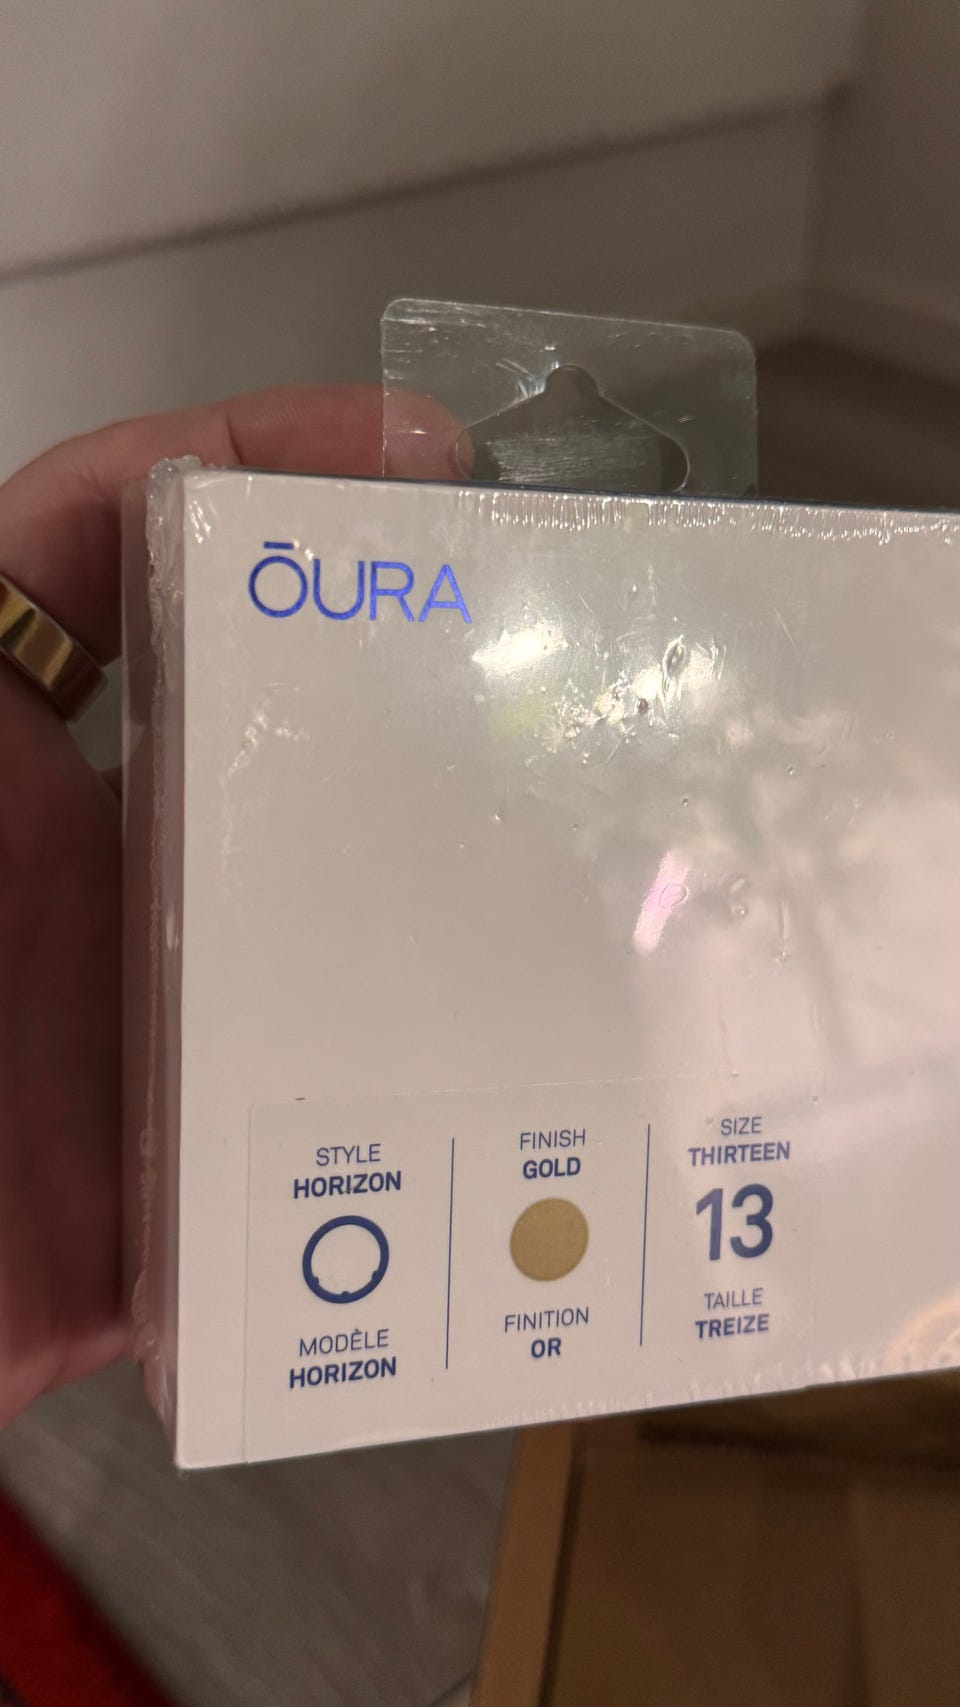 ŌURA
STYLE
HORIZON
MODÈLE
HORIZON
FINISH
GOLD
FINITION
OR
SIZE
THIRTEEN
13
TAILLE
TREIZE